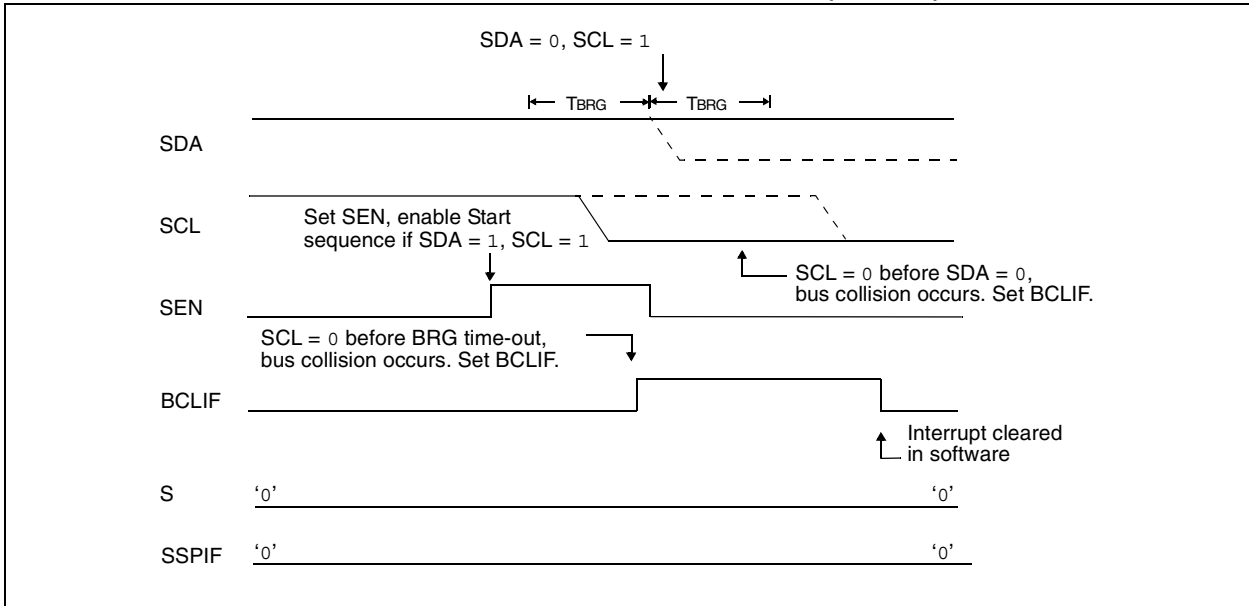 SDA = 0, SCL = 1
TBRG TBRG
SDA
SCL
Set SEN, enable Start
sequence if SDA = 1, SCL = 1
SCL = 0 before SDA = 0,
bus collision occurs. Set BCLIF.
SEN
SCL = 0 before BRG time-out,
bus collision occurs. Set BCLIF.
BCLIF
Interrupt cleared
in software
S ‘0’ ‘0’
SSPIF ‘0’ ‘0’